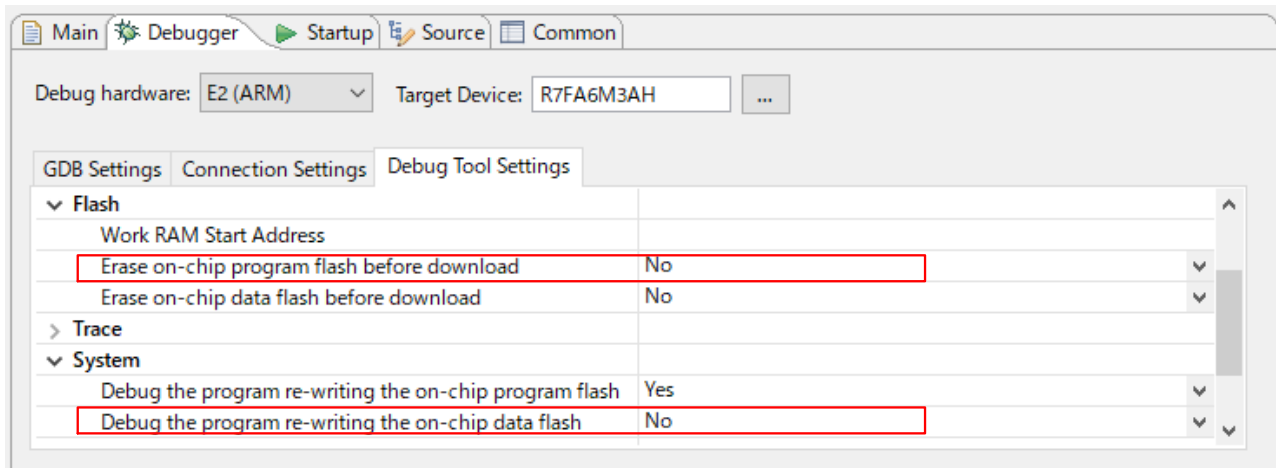 Main Debugger Startup Source Common
Debug hardware: E2 (ARM) Target Device: R7FA6M3AH ...
GDB Settings Connection Settings Debug Tool Settings
Flash
Work RAM Start Address
Erase on-chip program flash before download No
Erase on-chip data flash before download No
Trace
System
Debug the program re-writing the on-chip program flash Yes
Debug the program re-writing the on-chip data flash No